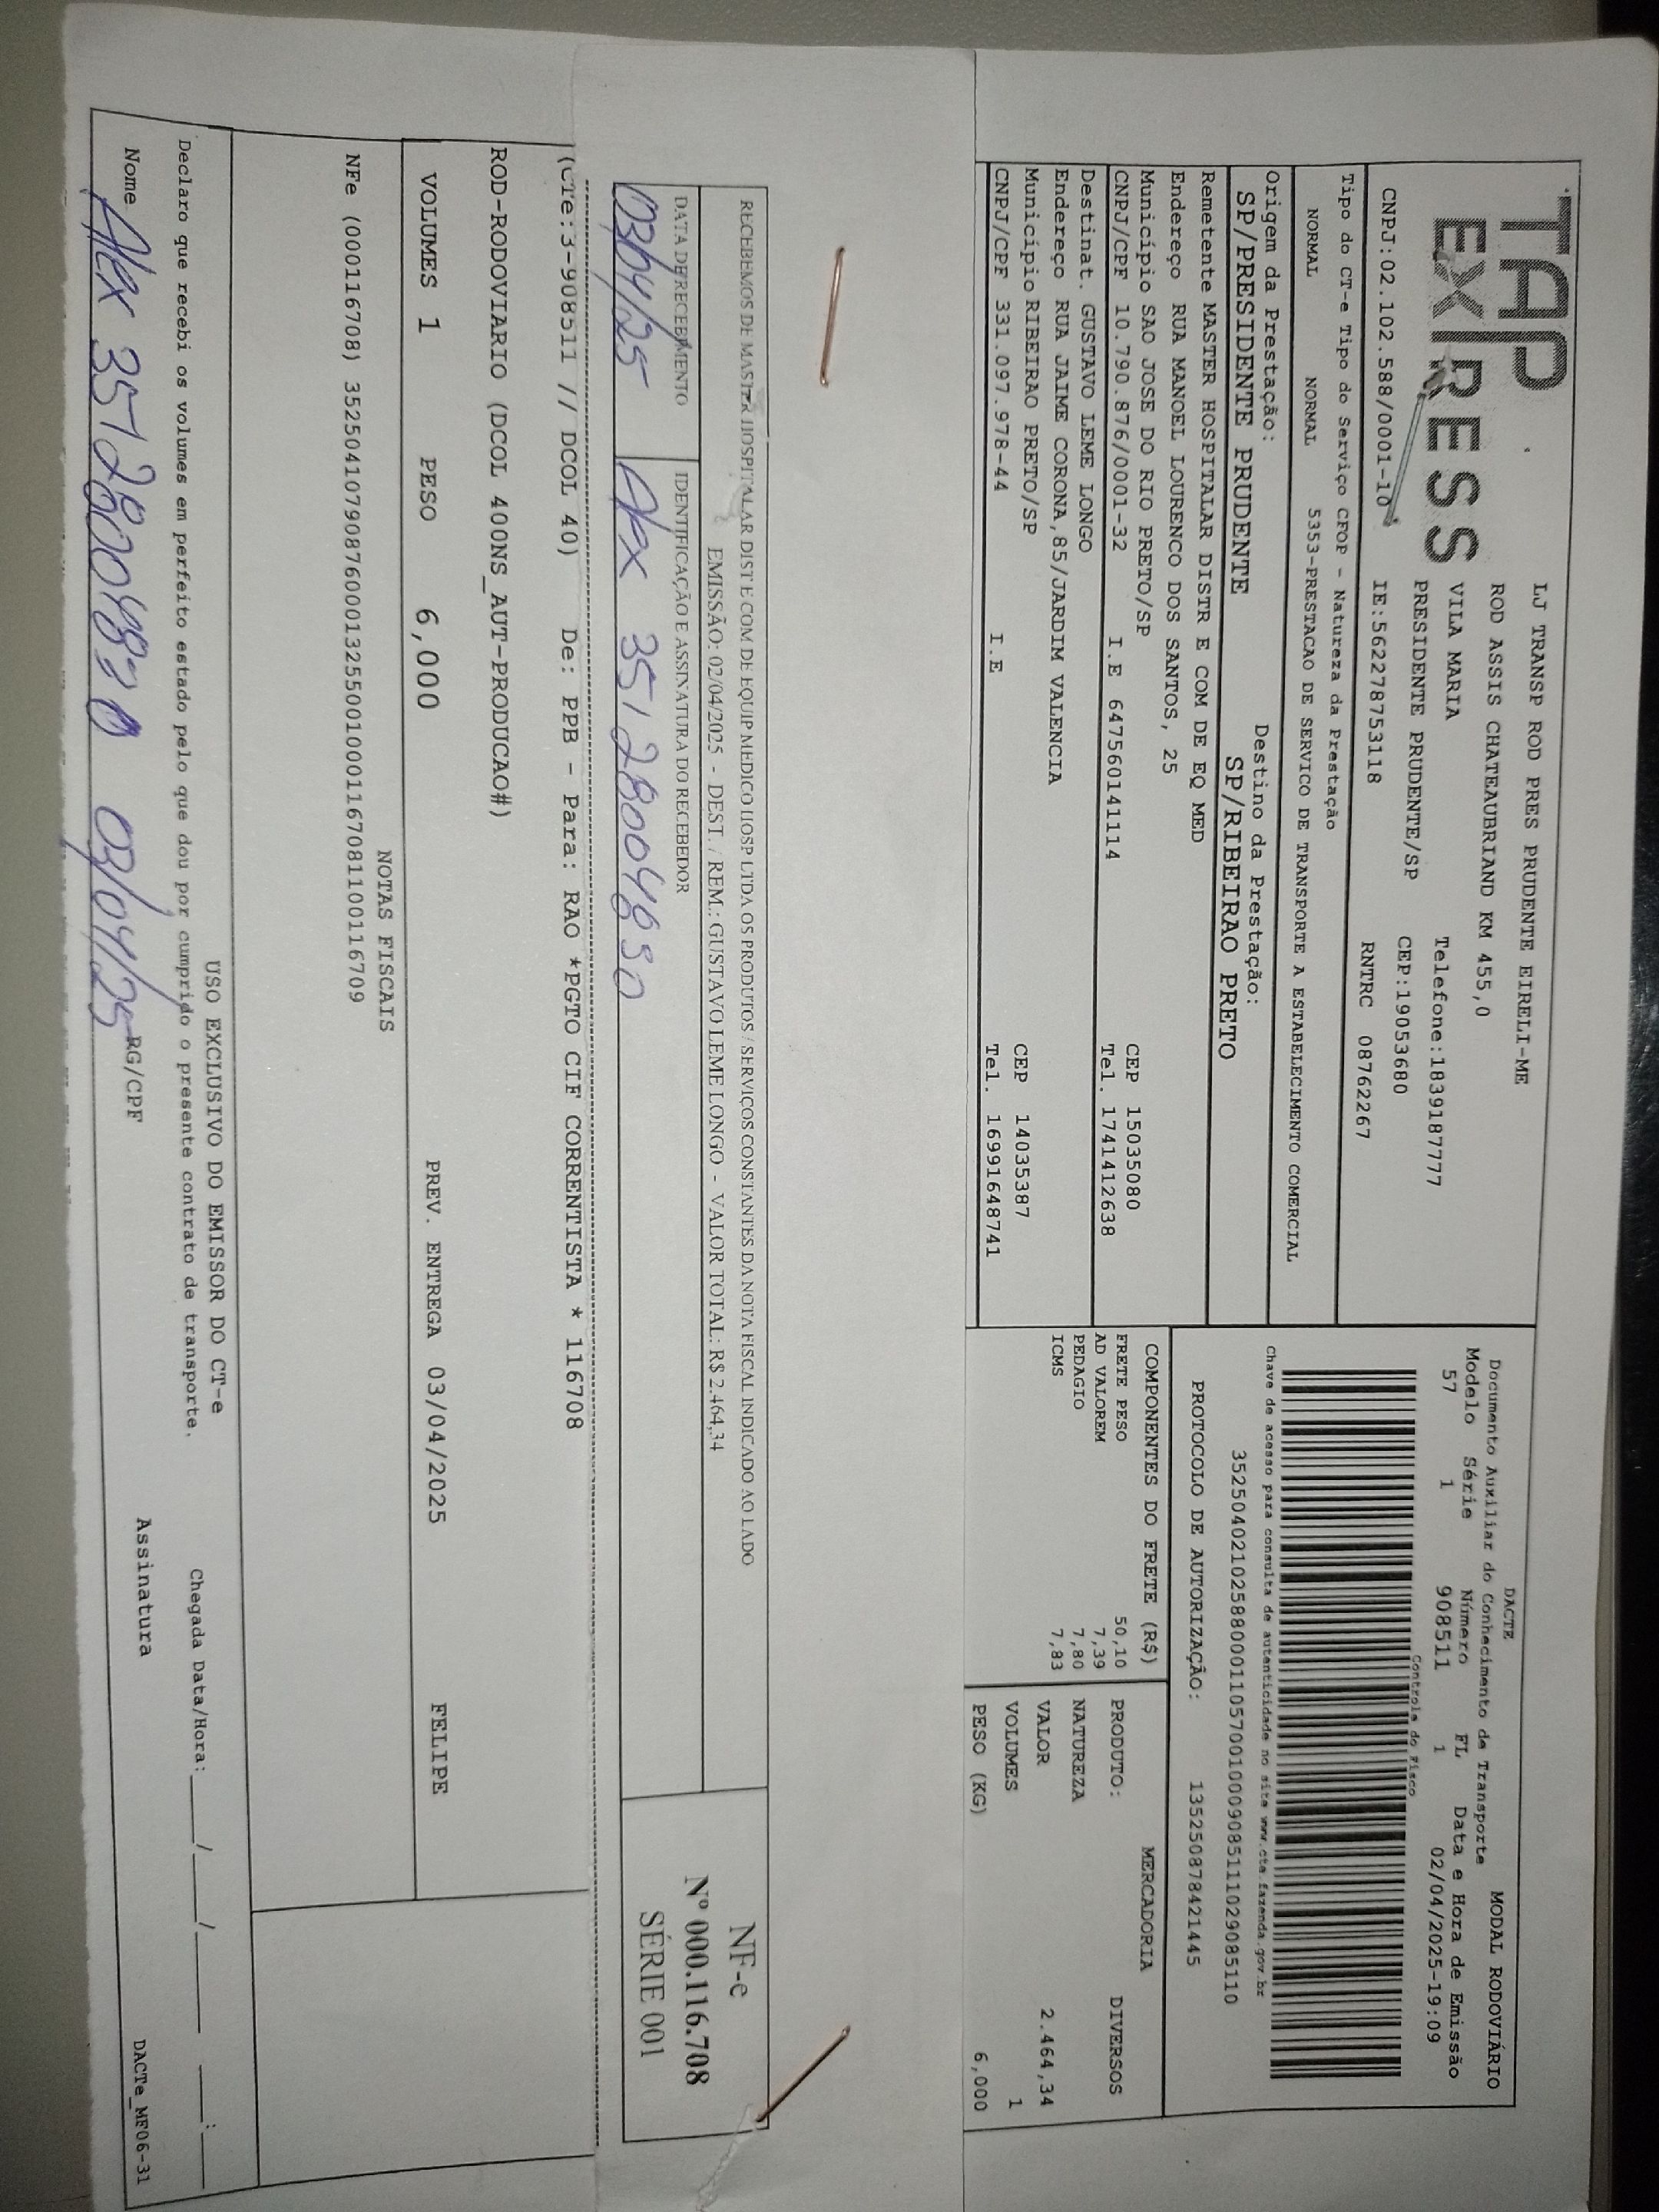 TAP
EXPRESS
LJ TRANSP ROD PRES PRUDENTE EIRELI-ME
ROD ASSIS CHATEAUBRIAND KM 455,0
VILA MARIA Telefone:1839187777
PRESIDENTE PRUDENTE/SP CEP:19053680
CNPJ:02.102.588/0001-10 IE:562278753118 RNTRC 08762267
Tipo do CT-e Tipo do Serviço CFOP - Natureza da Prestação
NORMAL NORMAL 5353-PRESTACAO DE SERVICO DE TRANSPORTE A ESTABELECIMENTO COMERCIAL
Origem da Prestação: Destino da Prestação:
SP/PRESIDENTE PRUDENTE SP/RIBEIRAO PRETO
Remetente MASTER HOSPITALAR DISTR E COM DE EQ MED
Endereço RUA MANOEL LOURENCO DOS SANTOS, 25
Município SAO JOSE DO RIO PRETO/SP CEP 15035080
CNPJ/CPF 10.790.876/0001-32 I.E 647560141114 Tel. 1741412638
Destinat. GUSTAVO LEME LONGO
Endereço RUA JAIME CORONA,85/JARDIM VALENCIA
Município RIBEIRAO PRETO/SP CEP 14035387
CNPJ/CPF 331.097.978-44 I.E Tel. 16991648741
DACTE MODAL RODOVIÁRIO
Documento Auxiliar do Conhecimento de Transporte
Modelo Série Número FL Data e Hora de Emissão
57 1 908511 1 02/04/2025-19:09
Controle do Fisco
Chave de acesso para consulta de autenticidade no site www.cte.fazenda.gov.br
35250402102588000110570010009085111029085110
PROTOCOLO DE AUTORIZAÇÃO: 135250878421445
COMPONENTES DO FRETE (R$)
FRETE PESO 50,10
AD VALOREM 7,39
PEDAGIO 7,80
ICMS 7,83
MERCADORIA
PRODUTO: DIVERSOS
NATUREZA
VALOR 2.464,34
VOLUMES 1
PESO (KG) 6,000
RECEBEMOS DE MASTER HOSPITALAR DIST E COM DE EQUIP MEDICO HOSP LTDA OS PRODUTOS / SERVIÇOS CONSTANTES DA NOTA FISCAL INDICADO AO LADO
EMISSÃO: 02/04/2025 - DEST. / REM.: GUSTAVO LEME LONGO - VALOR TOTAL: R$ 2.464,34
DATA DE RECEBIMENTO IDENTIFICAÇÃO E ASSINATURA DO RECEBEDOR
03/04/25 Alex
NF-e
Nº 000.116.708
SÉRIE 001
(CTe:3-908511 // DCOL 40) De: PPB - Para: RAO *PGTO CIF CORRENTISTA * 116708
ROD-RODOVIARIO (DCOL 400NS_AUT-PRODUCAO#)
VOLUMES 1 PESO 6,000 PREV. ENTREGA 03/04/2025 FELIPE
NOTAS FISCAIS
NFe (000116708) 35250410790876000132550010001167081100116709
USO EXCLUSIVO DO EMISSOR DO CT-e
Declaro que recebi os volumes em perfeito estado pelo que dou por cumprido o presente contrato de transporte. Chegada Data/Hora:____/____/______ ____:____
Nome Alex 03/04/25 RG/CPF Assinatura
DACTe_MF06-31